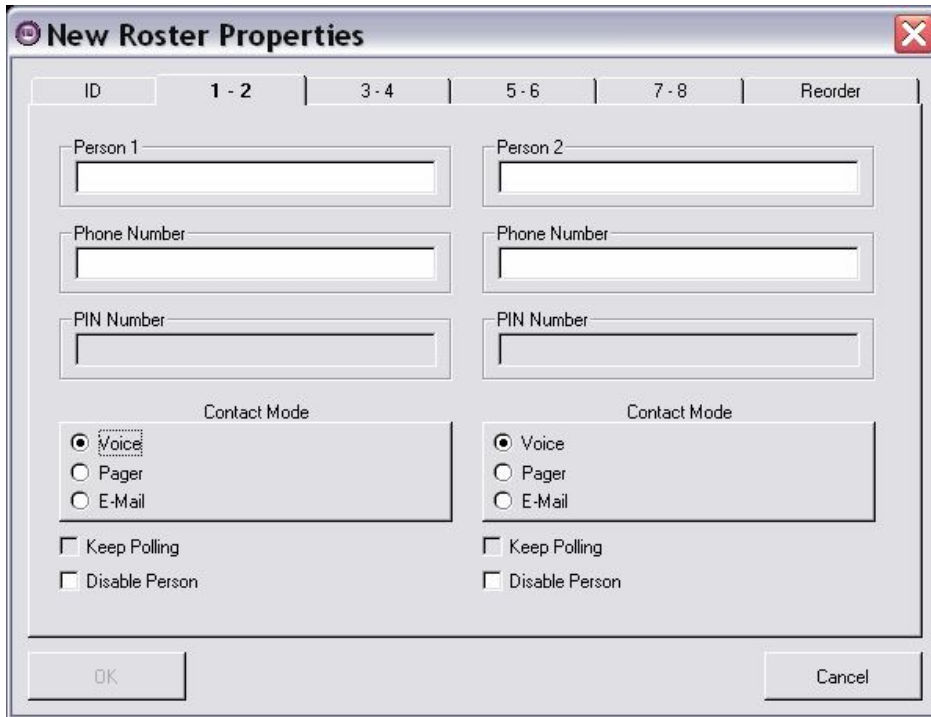 New Roster Properties
ID 1 - 2 3 - 4 5 - 6 7 - 8 Reorder
Person 1 Person 2
Phone Number Phone Number
PIN Number PIN Number
Contact Mode Contact Mode
Voice Voice
Pager Pager
E-Mail E-Mail
Keep Polling Keep Polling
Disable Person Disable Person
OK Cancel